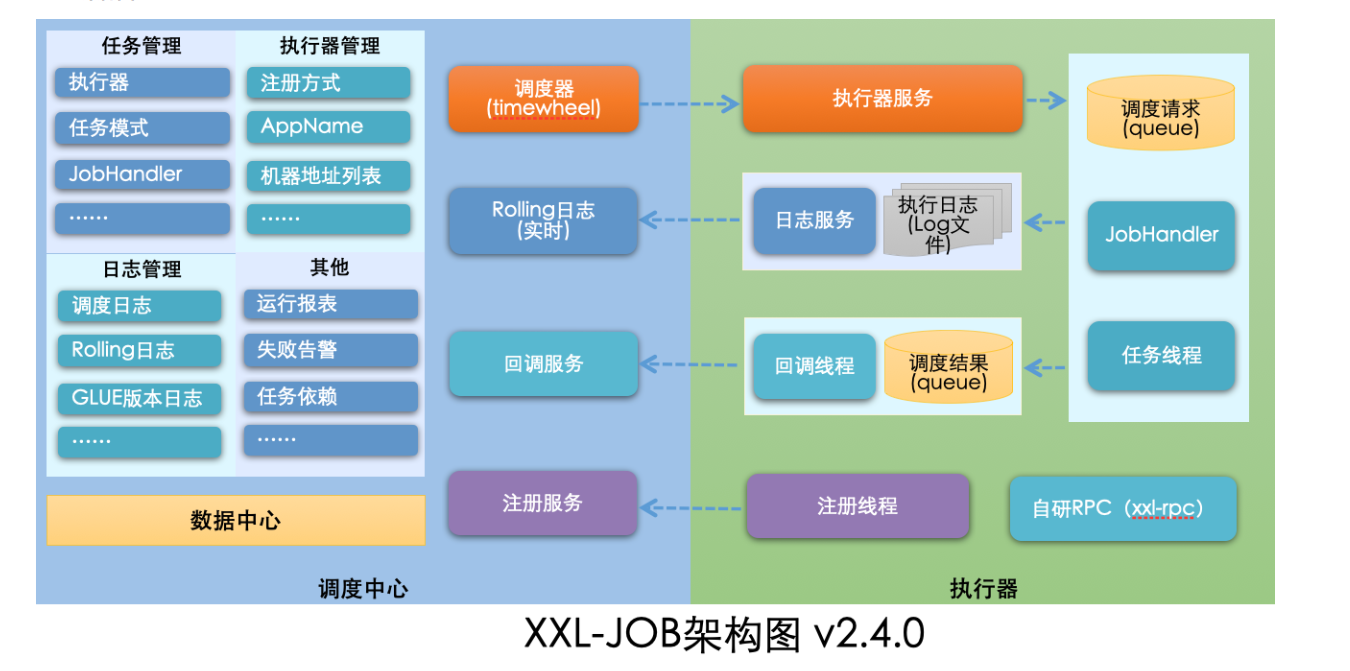 任务管理
执行器
任务模式
JobHandler
......
执行器管理
注册方式
AppName
机器地址列表
......
日志管理
调度日志
Rolling日志
GLUE版本日志
......
其他
运行报表
失败告警
任务依赖
......
数据中心
调度器
(timewheel)
Rolling日志
(实时)
回调服务
注册服务
调度中心
执行器服务
日志服务
执行日志
(Log文
件)
回调线程
调度结果
(queue)
注册线程
调度请求
(queue)
JobHandler
任务线程
自研RPC（xxl-rpc）
执行器
XXL-JOB架构图 v2.4.0